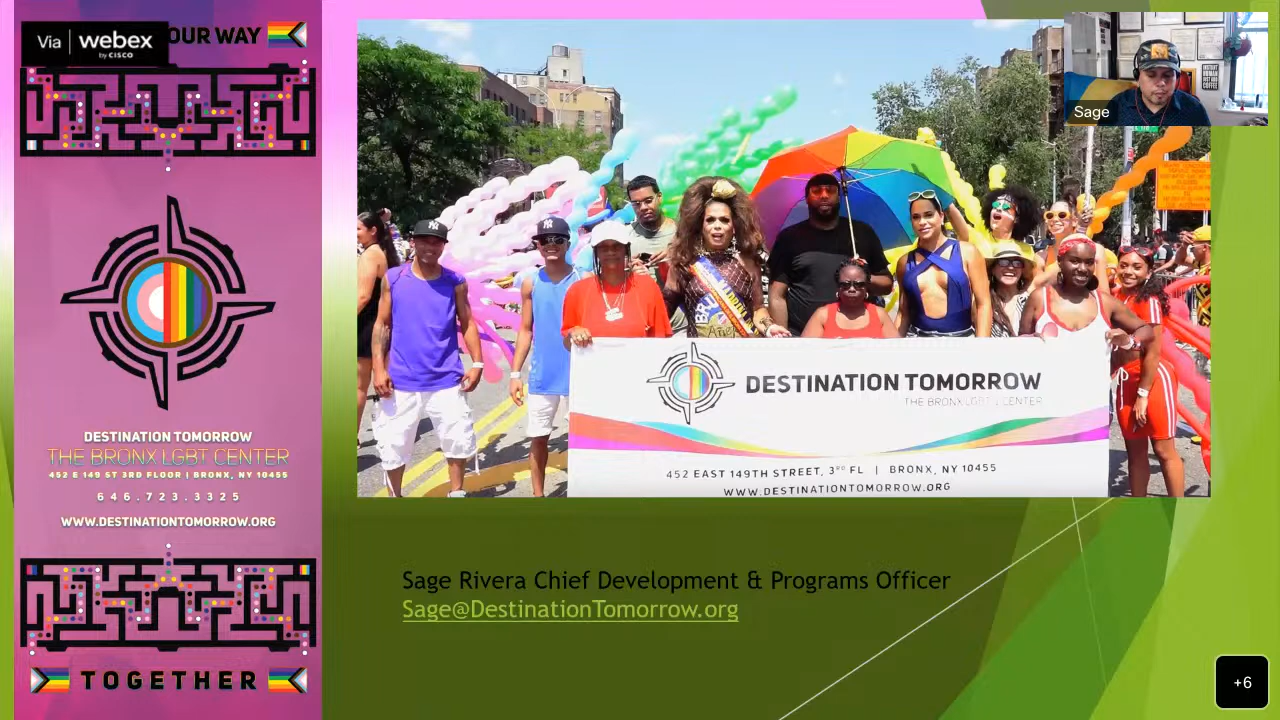 OUR WAY
Via webex
by CISCO
DESTINATION TOMORROW
THE BRONX LGBT CENTER
452 E 149 ST 3RD FLOOR | BRONX, NY 10455
646.723.3325
WWW.DESTINATIONTOMORROW.ORG
TOGETHER
DESTINATION TOMORROW
THE BRONX LGBT CENTER
452 EAST 149TH STREET, 3RD FL | BRONX, NY 10455
WWW.DESTINATIONTOMORROW.ORG
Sage Rivera Chief Development & Programs Officer
Sage@DestinationTomorrow.org
Sage
+6